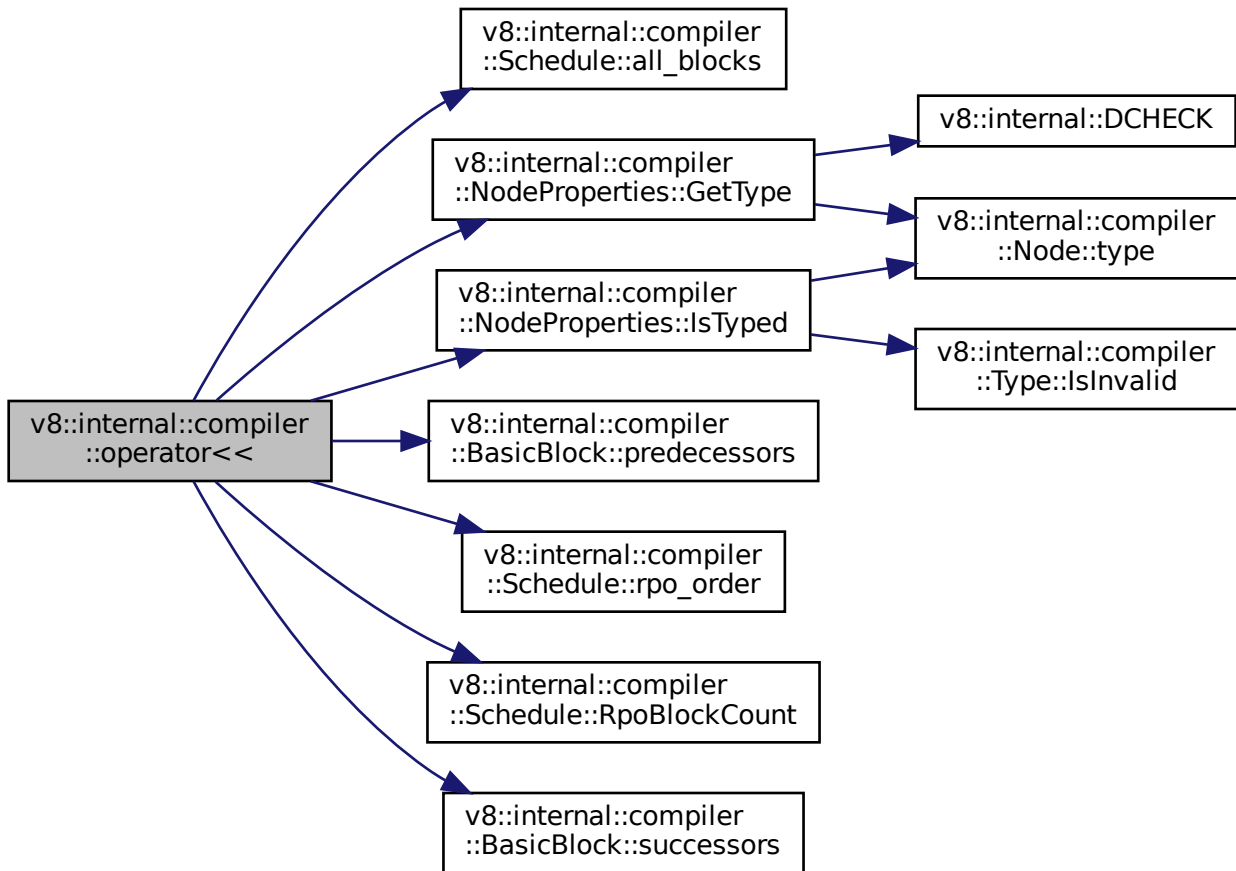 v8::internal::compiler
::Schedule::all_blocks
v8::internal::DCHECK
v8::internal::compiler
::NodeProperties::GetType
v8::internal::compiler
::Node::type
v8::internal::compiler
::NodeProperties::IsTyped
v8::internal::compiler
::Type::IsInvalid
v8::internal::compiler
::operator<<
v8::internal::compiler
::BasicBlock::predecessors
v8::internal::compiler
::Schedule::rpo_order
v8::internal::compiler
::Schedule::RpoBlockCount
v8::internal::compiler
::BasicBlock::successors